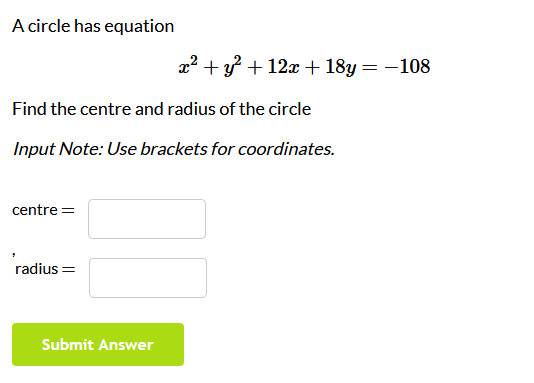 A circle has equation
x² + y² + 12x + 18y = −108
Find the centre and radius of the circle
Input Note: Use brackets for coordinates.
centre =
,
radius =
Submit Answer